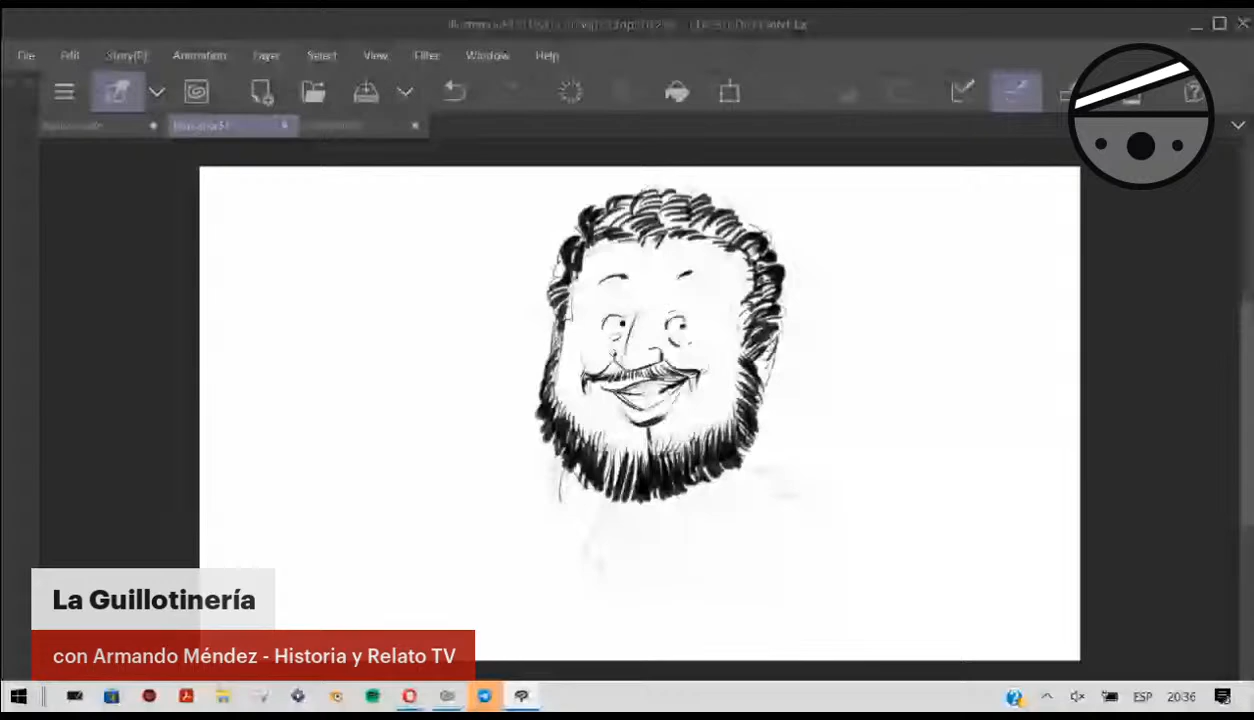 File Edit Story(P) Animation Layer Select View Filter Window Help
La Guillotinería
con Armando Méndez - Historia y Relato TV
ESP 20:36